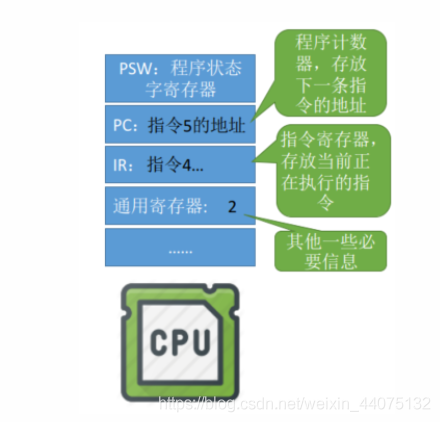 PSW：程序状态
字寄存器
程序计数
器，存放
下一条指
令的地址
PC：指令5的地址
IR：指令4...
指令寄存器，
存放当前正
在执行的指
令
通用寄存器： 2
其他一些必
要信息
......
CPU
https://blog.csdn.net/weixin_44075132